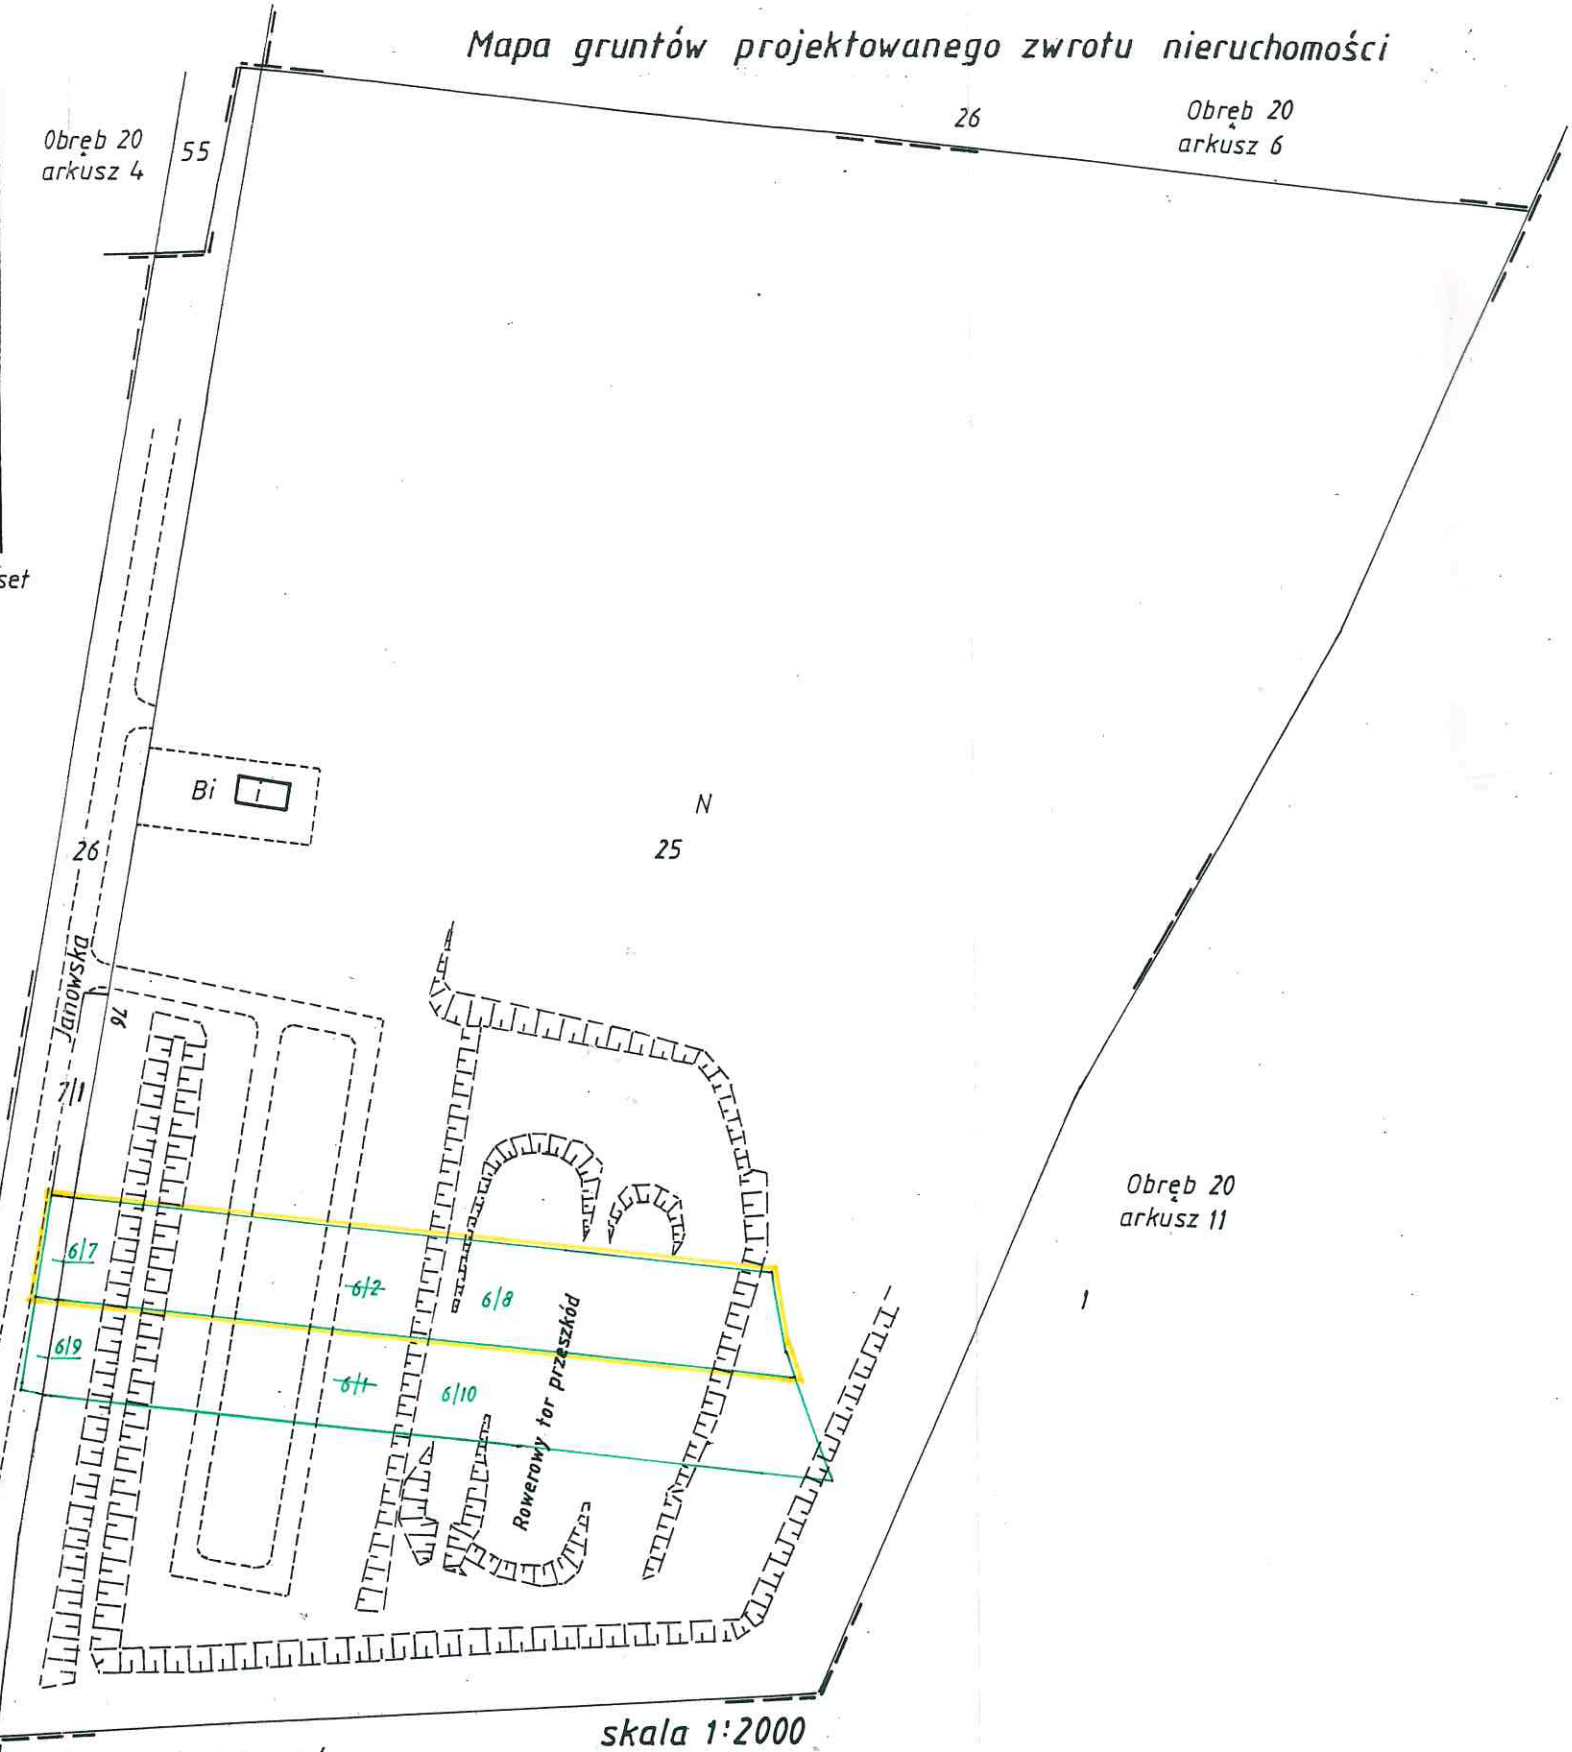 Mapa gruntów projektowanego zwrotu nieruchomości
Obręb 20
arkusz 4
55
26
Obręb 20
arkusz 6
set
Bi
i
N
25
26
Janowska
76
7/1
Obręb 20
arkusz 11
1
6/7
6/2
6/8
6/9
6/1
6/10
Rowerowy tor przeszkód
skala 1:2000